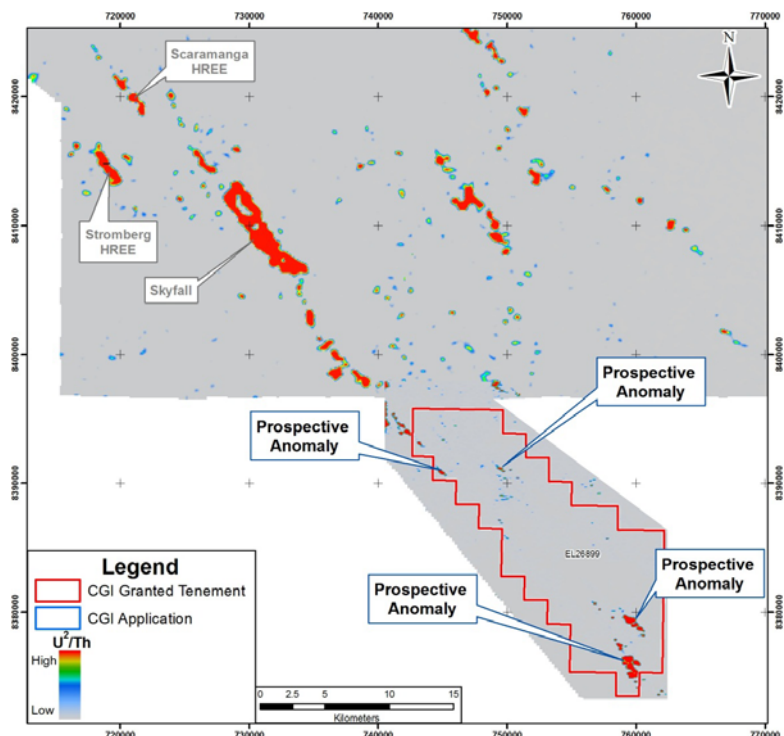 720000
730000
740000
750000
760000
770000
N
Scaramanga
HREE
8420000
8420000
Stromberg
HREE
8410000
8410000
Skyfall
8400000
8400000
Prospective
Anomaly
Prospective
Anomaly
8390000
8390000
EL26899
Legend
CGI Granted Tenement
CGI Application
U²/Th
High
Low
Prospective
Anomaly
Prospective
Anomaly
8380000
8380000
0 2.5 5 10 15
Kilometers
720000
730000
740000
750000
760000
770000